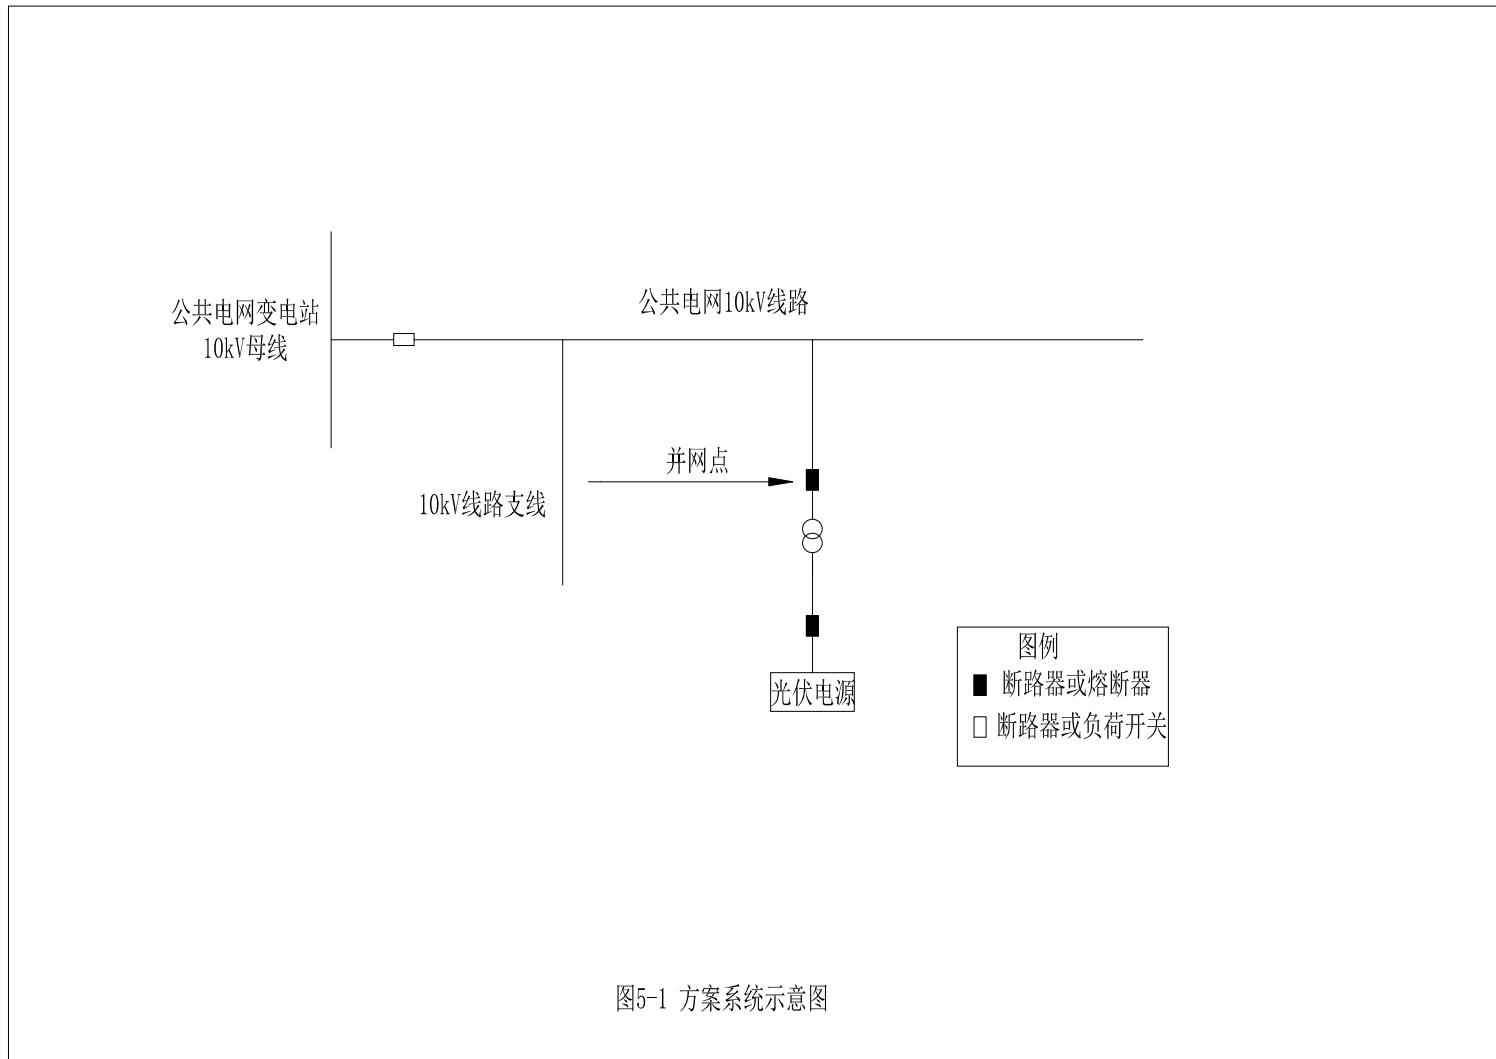 公共电网变电站
10kV母线
公共电网10kV线路
并网点
10kV线路支线
光伏电源
图例
断路器或熔断器
断路器或负荷开关
图5-1 方案系统示意图